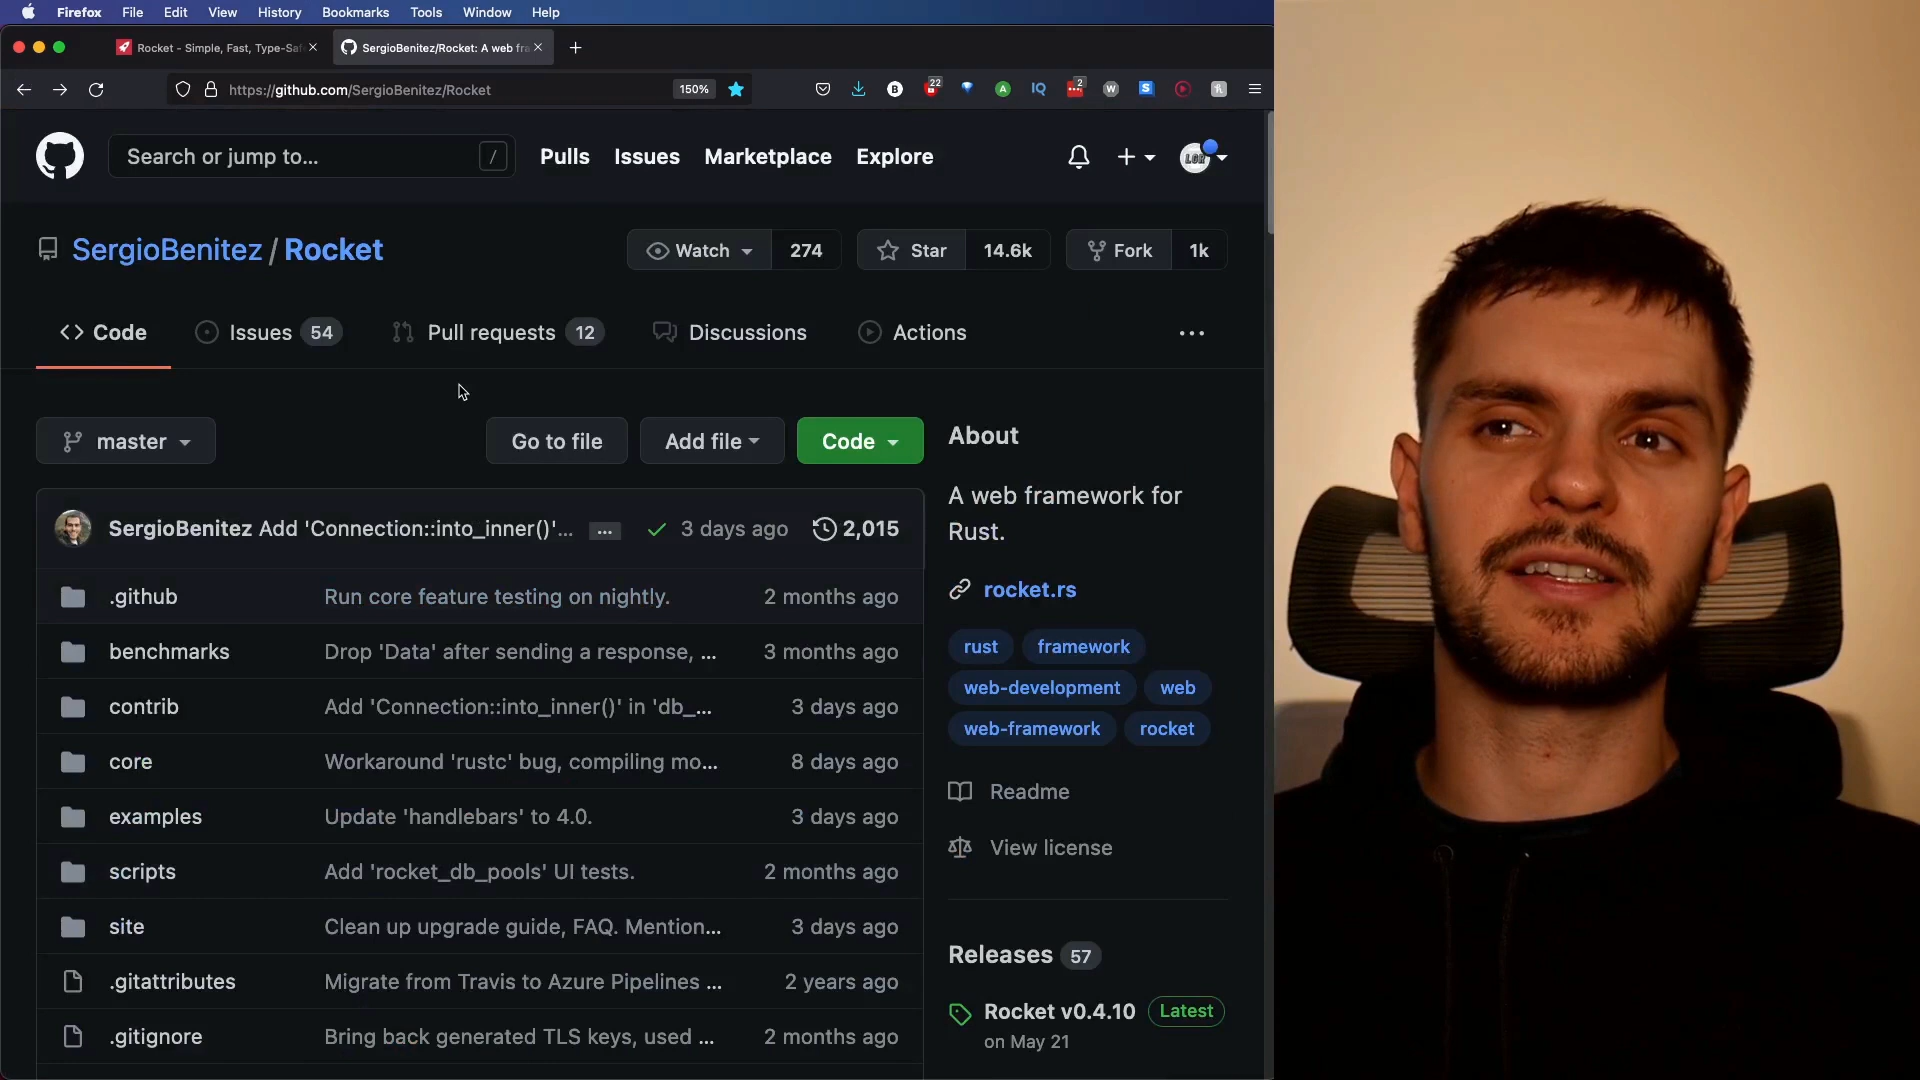 Firefox File Edit View History Bookmarks Tools Window Help
Rocket - Simple, Fast, Type-Saf
SergioBenitez/Rocket: A web fra
https://github.com/SergioBenitez/Rocket 150% 22 2
Search or jump to... / Pulls Issues Marketplace Explore
SergioBenitez / Rocket Watch 274 Star 14.6k Fork 1k
Code Issues 54 Pull requests 12 Discussions Actions ...
master Go to file Add file Code
SergioBenitez Add 'Connection::into_inner()'... ... 3 days ago 2,015
.github Run core feature testing on nightly. 2 months ago
benchmarks Drop 'Data' after sending a response, ... 3 months ago
contrib Add 'Connection::into_inner()' in 'db_... 3 days ago
core Workaround 'rustc' bug, compiling mo... 8 days ago
examples Update 'handlebars' to 4.0. 3 days ago
scripts Add 'rocket_db_pools' UI tests. 2 months ago
site Clean up upgrade guide, FAQ. Mention... 3 days ago
.gitattributes Migrate from Travis to Azure Pipelines ... 2 years ago
.gitignore Bring back generated TLS keys, used ... 2 months ago
About
A web framework for
Rust.
rocket.rs
rust framework
web-development web
web-framework rocket
Readme
View license
Releases 57
Rocket v0.4.10 Latest
on May 21